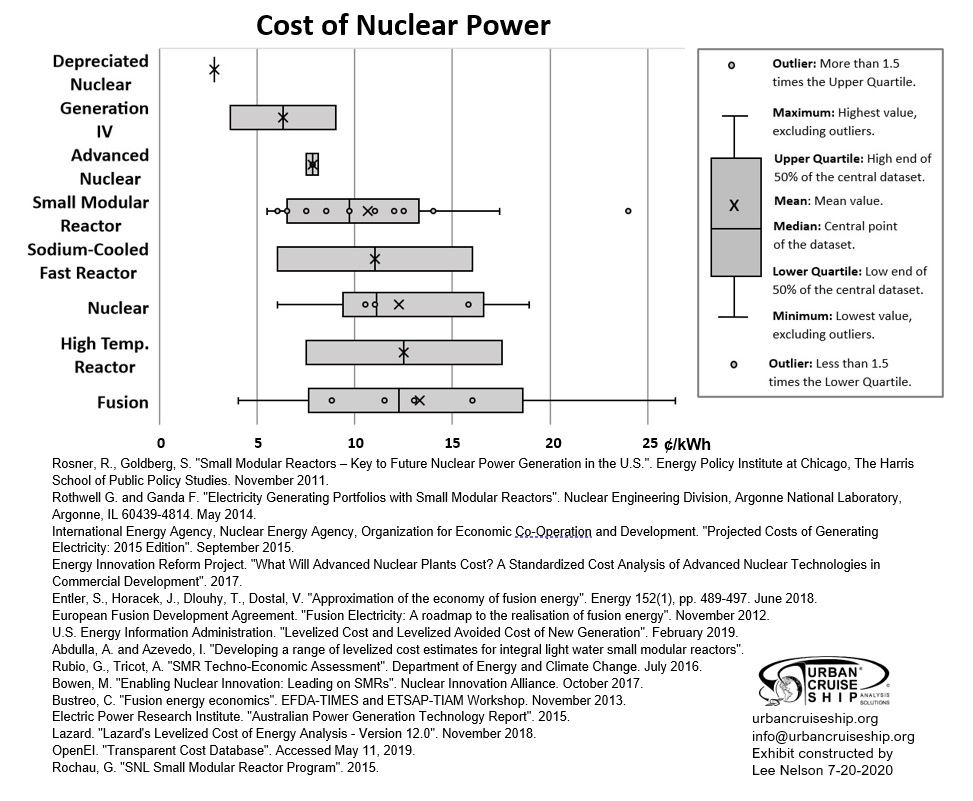 Cost of Nuclear Power
Depreciated
Nuclear
Generation
IV
Advanced
Nuclear
Small Modular
Reactor
Sodium-Cooled
Fast Reactor
Nuclear
High Temp.
Reactor
Fusion
0 5 10 15 20 25 ¢/kWh
Outlier: More than 1.5
times the Upper Quartile.
Maximum: Highest value,
excluding outliers.
Upper Quartile: High end of
50% of the central dataset.
Mean: Mean value.
Median: Central point
of the dataset.
Lower Quartile: Low end of
50% of the central dataset.
Minimum: Lowest value,
excluding outliers.
Outlier: Less than 1.5
times the Lower Quartile.
Rosner, R., Goldberg, S. "Small Modular Reactors – Key to Future Nuclear Power Generation in the U.S.". Energy Policy Institute at Chicago, The Harris
School of Public Policy Studies. November 2011.
Rothwell G. and Ganda F. "Electricity Generating Portfolios with Small Modular Reactors". Nuclear Engineering Division, Argonne National Laboratory,
Argonne, IL 60439-4814. May 2014.
International Energy Agency, Nuclear Energy Agency, Organization for Economic Co-Operation and Development. "Projected Costs of Generating
Electricity: 2015 Edition". September 2015.
Energy Innovation Reform Project. "What Will Advanced Nuclear Plants Cost? A Standardized Cost Analysis of Advanced Nuclear Technologies in
Commercial Development". 2017.
Entler, S., Horacek, J., Dlouhy, T., Dostal, V. "Approximation of the economy of fusion energy". Energy 152(1), pp. 489-497. June 2018.
European Fusion Development Agreement. "Fusion Electricity: A roadmap to the realisation of fusion energy". November 2012.
U.S. Energy Information Administration. "Levelized Cost and Levelized Avoided Cost of New Generation". February 2019.
Abdulla, A. and Azevedo, I. "Developing a range of levelized cost estimates for integral light water small modular reactors".
Rubio, G., Tricot, A. "SMR Techno-Economic Assessment". Department of Energy and Climate Change. July 2016.
Bowen, M. "Enabling Nuclear Innovation: Leading on SMRs". Nuclear Innovation Alliance. October 2017.
Bustreo, C. "Fusion energy economics". EFDA-TIMES and ETSAP-TIAM Workshop. November 2013.
Electric Power Research Institute. "Australian Power Generation Technology Report". 2015.
Lazard. "Lazard's Levelized Cost of Energy Analysis - Version 12.0". November 2018.
OpenEI. "Transparent Cost Database". Accessed May 11, 2019.
Rochau, G. "SNL Small Modular Reactor Program". 2015.
URBAN
CRUISE
SHIP
ANALYSIS
SOLUTIONS
urbancruiseship.org
info@urbancruiseship.org
Exhibit constructed by
Lee Nelson 7-20-2020